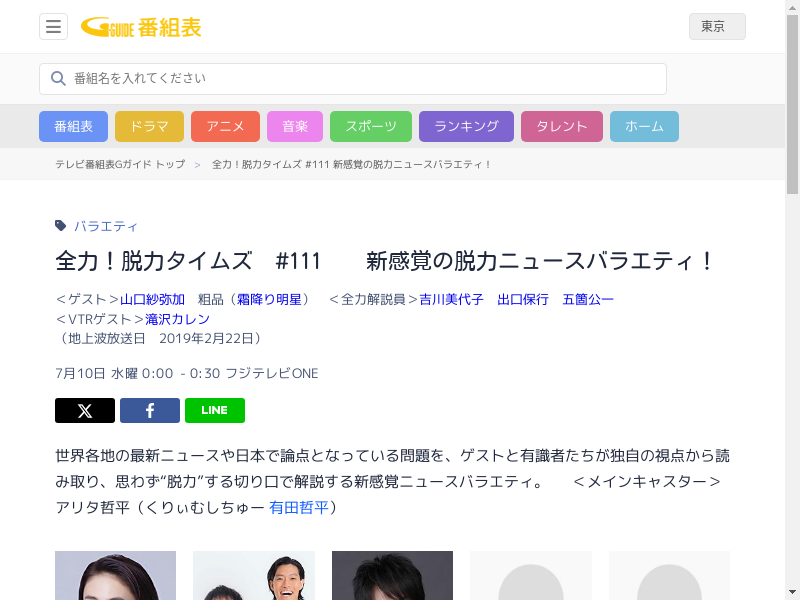 GGUIDE 番組表
東京
番組名を入れてください
番組表 ドラマ アニメ 音楽 スポーツ ランキング タレント ホーム
テレビ番組表Gガイド トップ > 全力！脱力タイムズ #111 新感覚の脱力ニュースバラエティ！
バラエティ
全力！脱力タイムズ　#111　　新感覚の脱力ニュースバラエティ！
＜ゲスト＞山口紗弥加　粗品（霜降り明星）　＜全力解説員＞吉川美代子　出口保行　五箇公一
＜VTRゲスト＞滝沢カレン
（地上波放送日　2019年2月22日）
7月10日 水曜 0:00 - 0:30 フジテレビONE
X f LINE
世界各地の最新ニュースや日本で論点となっている問題を、ゲストと有識者たちが独自の視点から読
み取り、思わず“脱力”する切り口で解説する新感覚ニュースバラエティ。　＜メインキャスター＞
アリタ哲平（くりぃむしちゅー 有田哲平）